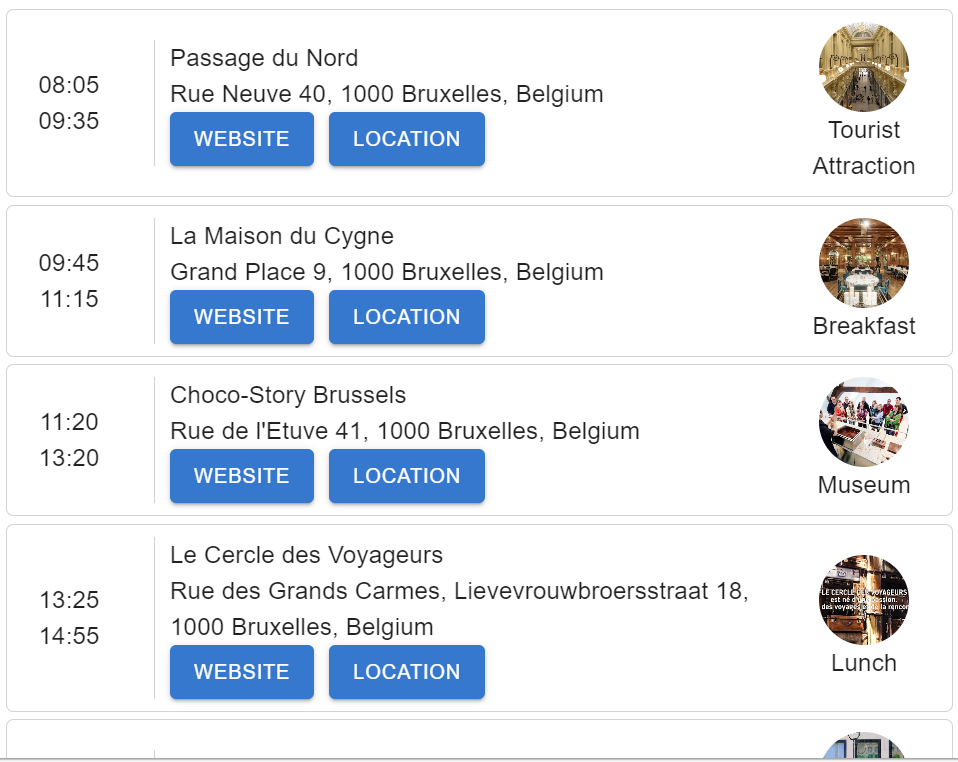 08:05
09:35
Passage du Nord
Rue Neuve 40, 1000 Bruxelles, Belgium
WEBSITE LOCATION
Tourist
Attraction
09:45
11:15
La Maison du Cygne
Grand Place 9, 1000 Bruxelles, Belgium
WEBSITE LOCATION
Breakfast
11:20
13:20
Choco-Story Brussels
Rue de l'Etuve 41, 1000 Bruxelles, Belgium
WEBSITE LOCATION
Museum
13:25
14:55
Le Cercle des Voyageurs
Rue des Grands Carmes, Lievevrouwbroersstraat 18,
1000 Bruxelles, Belgium
WEBSITE LOCATION
LE CERCLE DES VOYAGEURS
est né d'une passion.
des voyages et de la rencon
Lunch